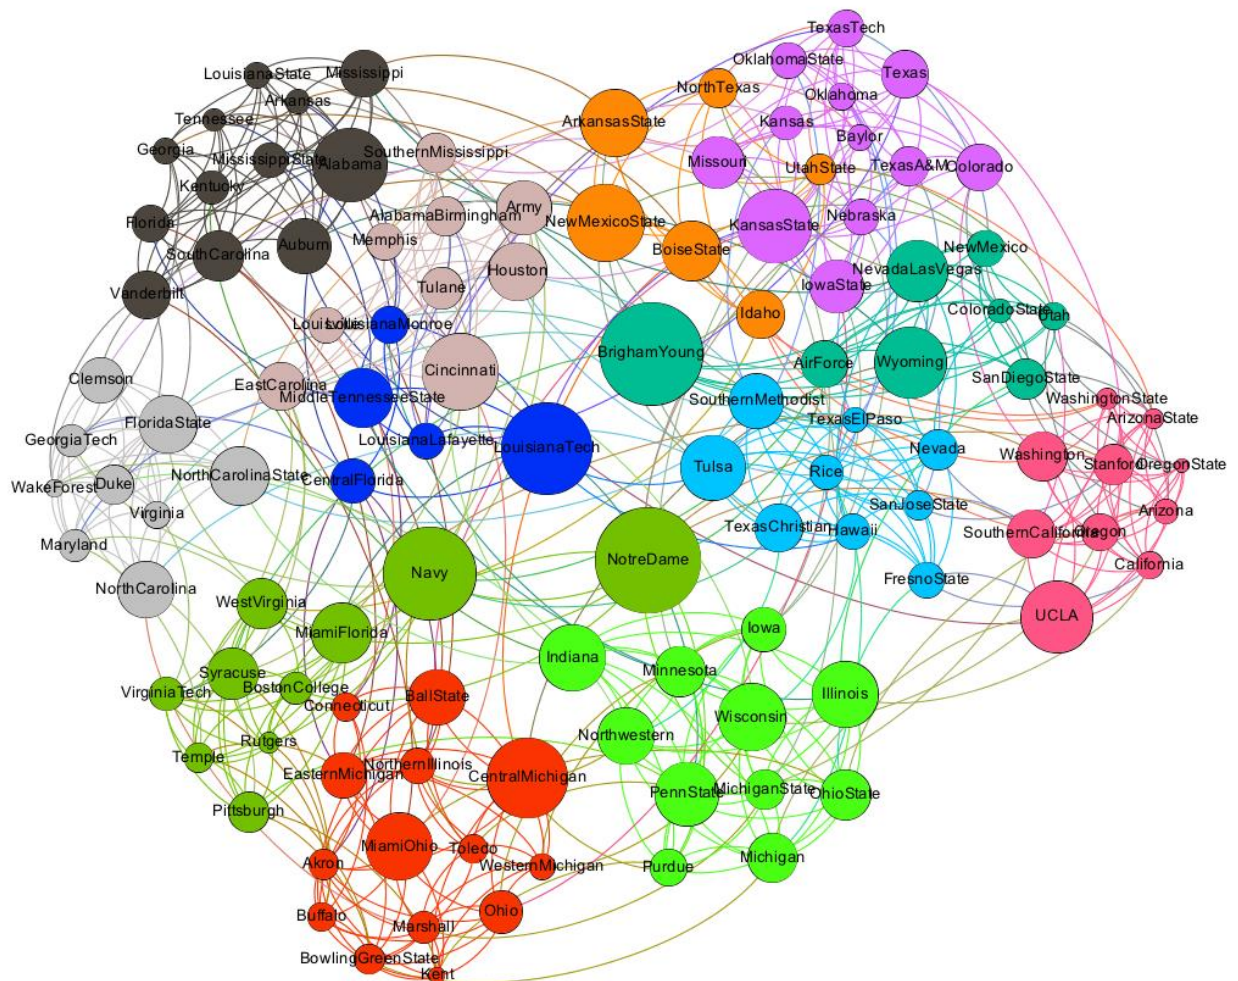 TexasTech
LouisianaState
Mississippi
OklahomaState
Texas
Arkansas
NorthTexas
Oklahoma
Tennessee
ArkansasState
Kansas
Baylor
Georgia
MississippiState
Alabama
SouthernMississippi
Missouri
UtahState
TexasA&M
Colorado
Kentucky
Florida
AlabamaBirmingham
Army
NewMexicoState
KansasState
Nebraska
SouthCarolina
Auburn
Memphis
BoiseState
NewMexico
Vanderbilt
Tulane
Houston
IowaState
NevadaLasVegas
Louisville
LouisianaMonroe
Idaho
ColoradoState
Utah
BrighamYoung
AirForce
Wyoming
Clemson
EastCarolina
Cincinnati
SanDiegoState
MiddleTennesseeState
SouthernMethodist
WashingtonState
FloridaState
TexasElPaso
ArizonaState
GeorgiaTech
LouisianaLafayette
LouisianaTech
Nevada
Washington
NorthCarolinaState
CentralFlorida
Tulsa
Rice
Stanford
OregonState
WakeForest
Duke
Virginia
SanJoseState
Arizona
Maryland
TexasChristian
Hawaii
SouthernCalifornia
Oregon
NorthCarolina
Navy
NotreDame
FresnoState
California
WestVirginia
MiamiFlorida
Iowa
UCLA
Syracuse
Indiana
Minnesota
VirginiaTech
BostonCollege
Connecticut
BallState
Illinois
Wisconsin
Rutgers
Northwestern
Temple
EasternMichigan
NorthernIllinois
CentralMichigan
PennState
MichiganState
OhioState
Pittsburgh
MiamiOhio
Toledo
Akron
WesternMichigan
Purdue
Michigan
Buffalo
Marshall
Ohio
BowlingGreenState
Kent